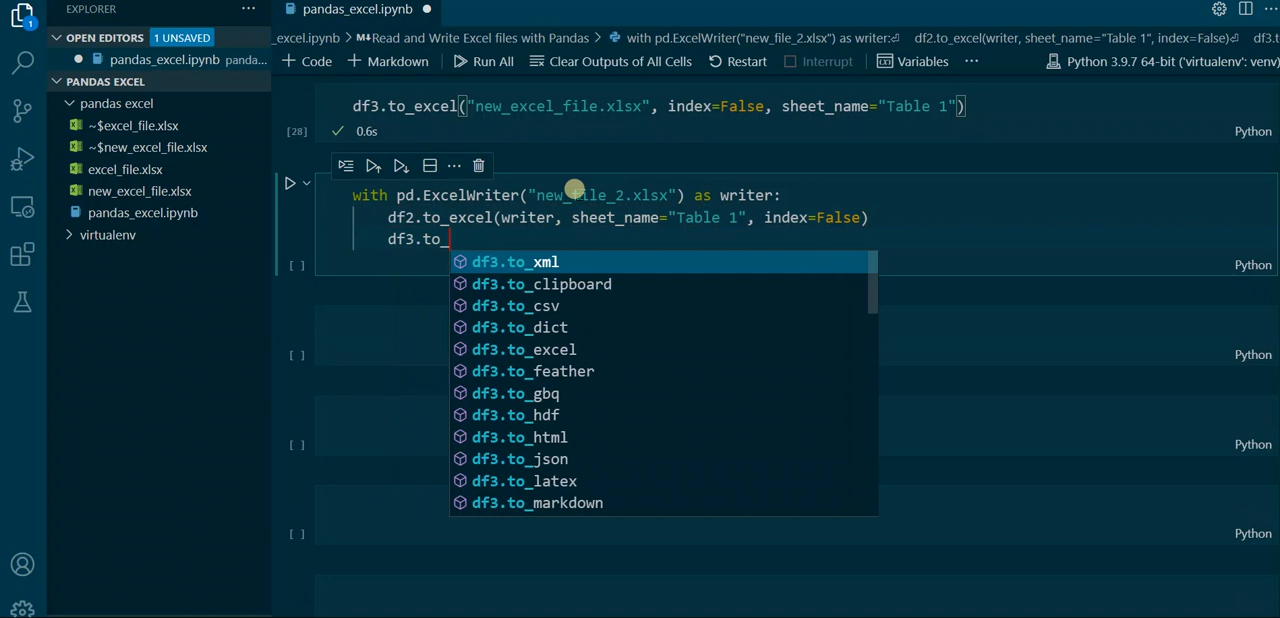 EXPLORER
···
pandas_excel.ipynb
OPEN EDITORS
1 UNSAVED
pandas_excel.ipynb panda...
PANDAS EXCEL
pandas excel
~$excel_file.xlsx
~$new_excel_file.xlsx
excel_file.xlsx
new_excel_file.xlsx
pandas_excel.ipynb
virtualenv
1
_excel.ipynb > M↓Read and Write Excel files with Pandas > with pd.ExcelWriter("new_file_2.xlsx") as writer:⏎ df2.to_excel(writer, sheet_name="Table 1", index=False)⏎ df3.t
+ Code + Markdown Run All Clear Outputs of All Cells Restart Interrupt Variables ··· Python 3.9.7 64-bit ('virtualenv': venv)
df3.to_excel("new_excel_file.xlsx", index=False, sheet_name="Table 1")
[28] ✓ 0.6s Python
with pd.ExcelWriter("new_file_2.xlsx") as writer:
df2.to_excel(writer, sheet_name="Table 1", index=False)
df3.to_
[ ] Python
df3.to_xml
df3.to_clipboard
df3.to_csv
df3.to_dict
df3.to_excel
df3.to_feather
df3.to_gbq
df3.to_hdf
df3.to_html
df3.to_json
df3.to_latex
df3.to_markdown
[ ] Python
[ ] Python
[ ] Python